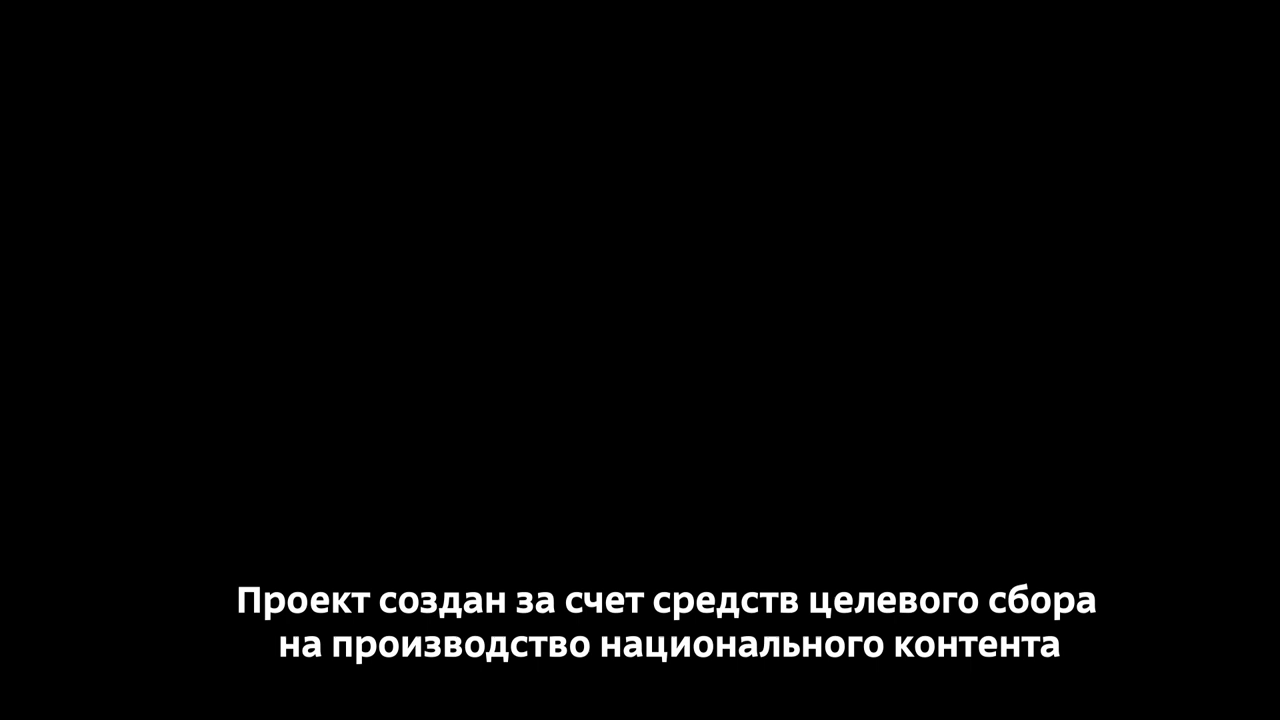 Проект создан за счет средств целевого сбора
на производство национального контента